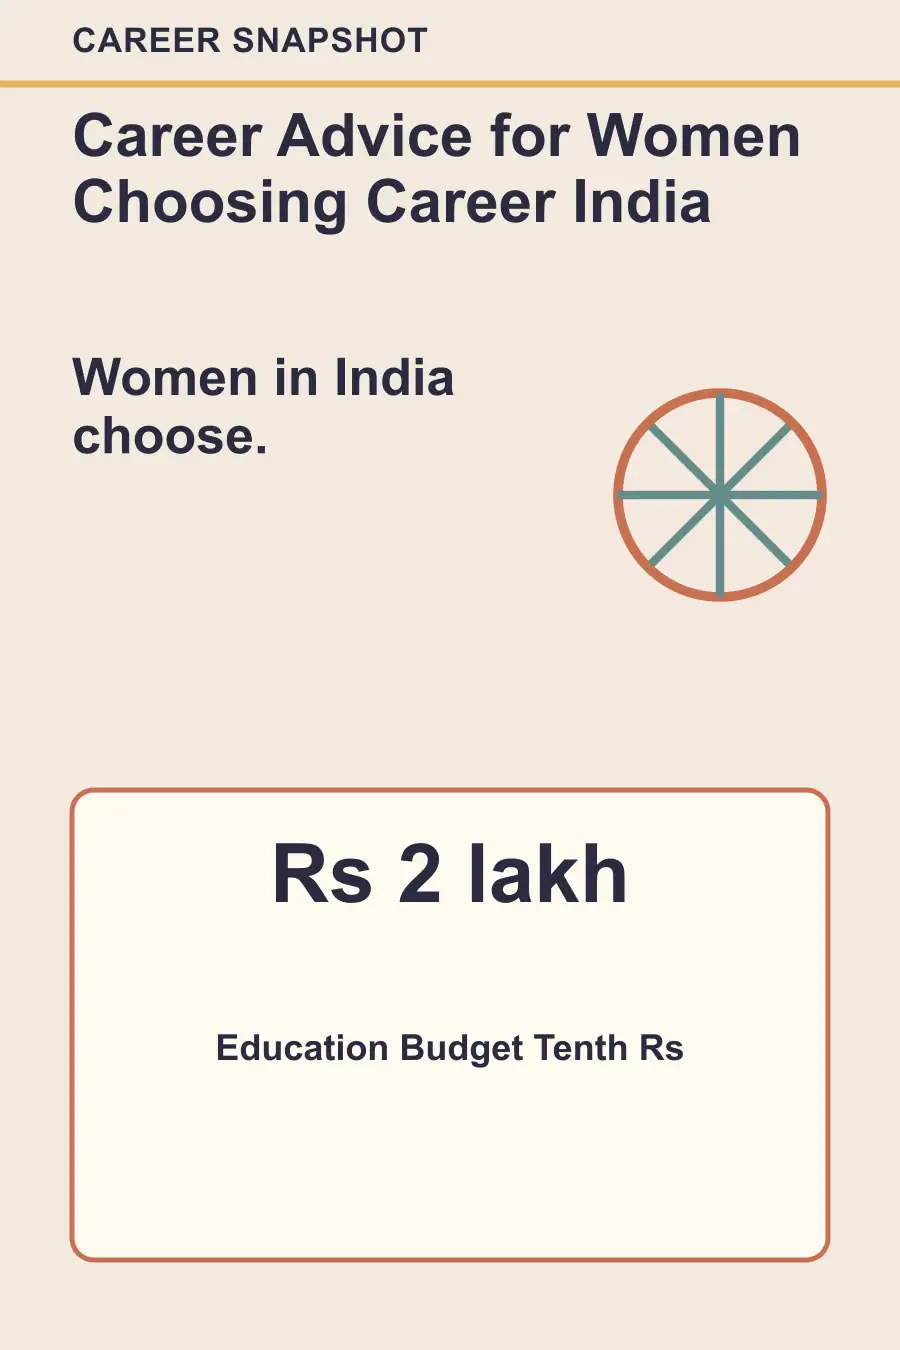 CAREER SNAPSHOT
Career Advice for Women
Choosing Career India
Women in India
choose.
Rs 2 lakh
Education Budget Tenth Rs